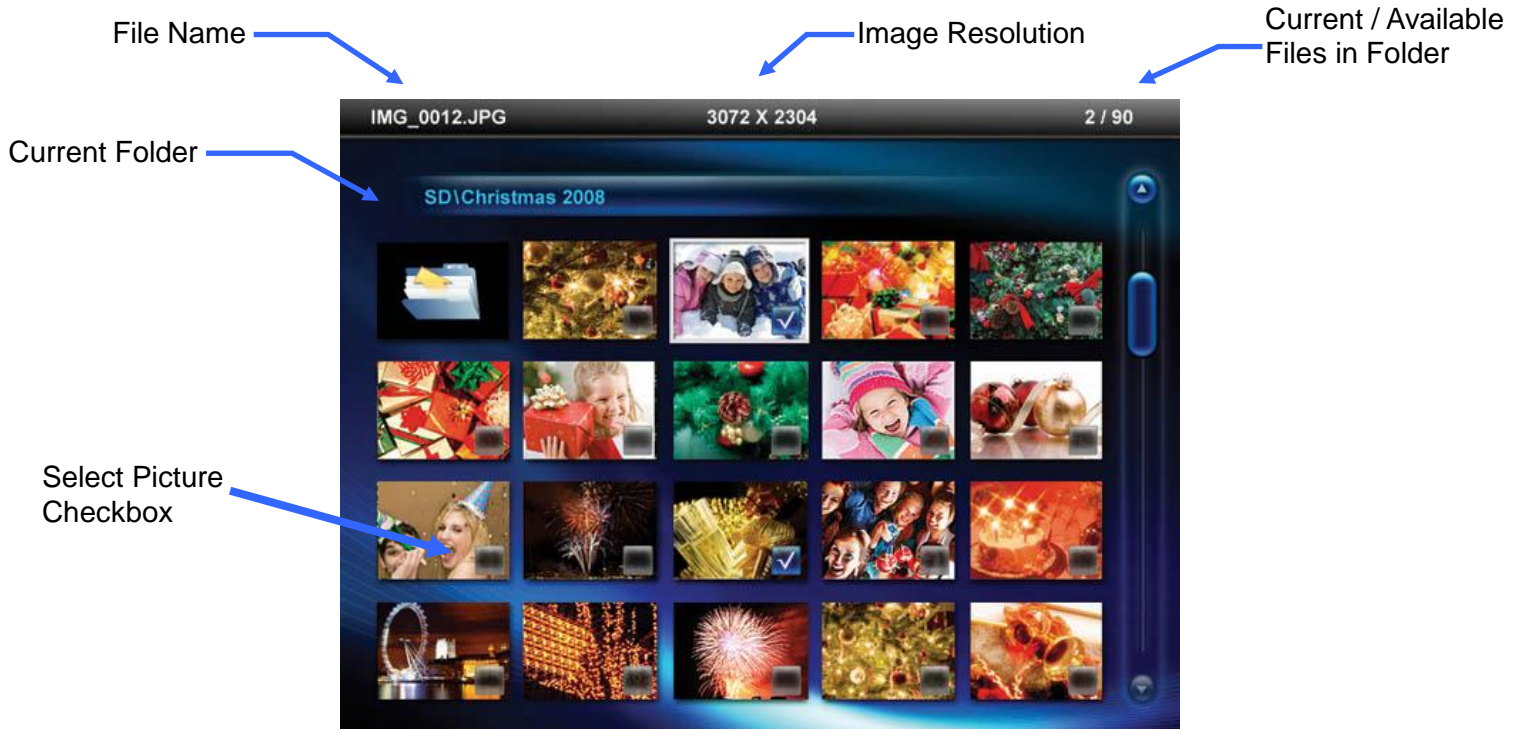 File Name
Image Resolution
Current / Available
Files in Folder
IMG_0012.JPG
3072 X 2304
2 / 90
Current Folder
SD\Christmas 2008
Select Picture
Checkbox